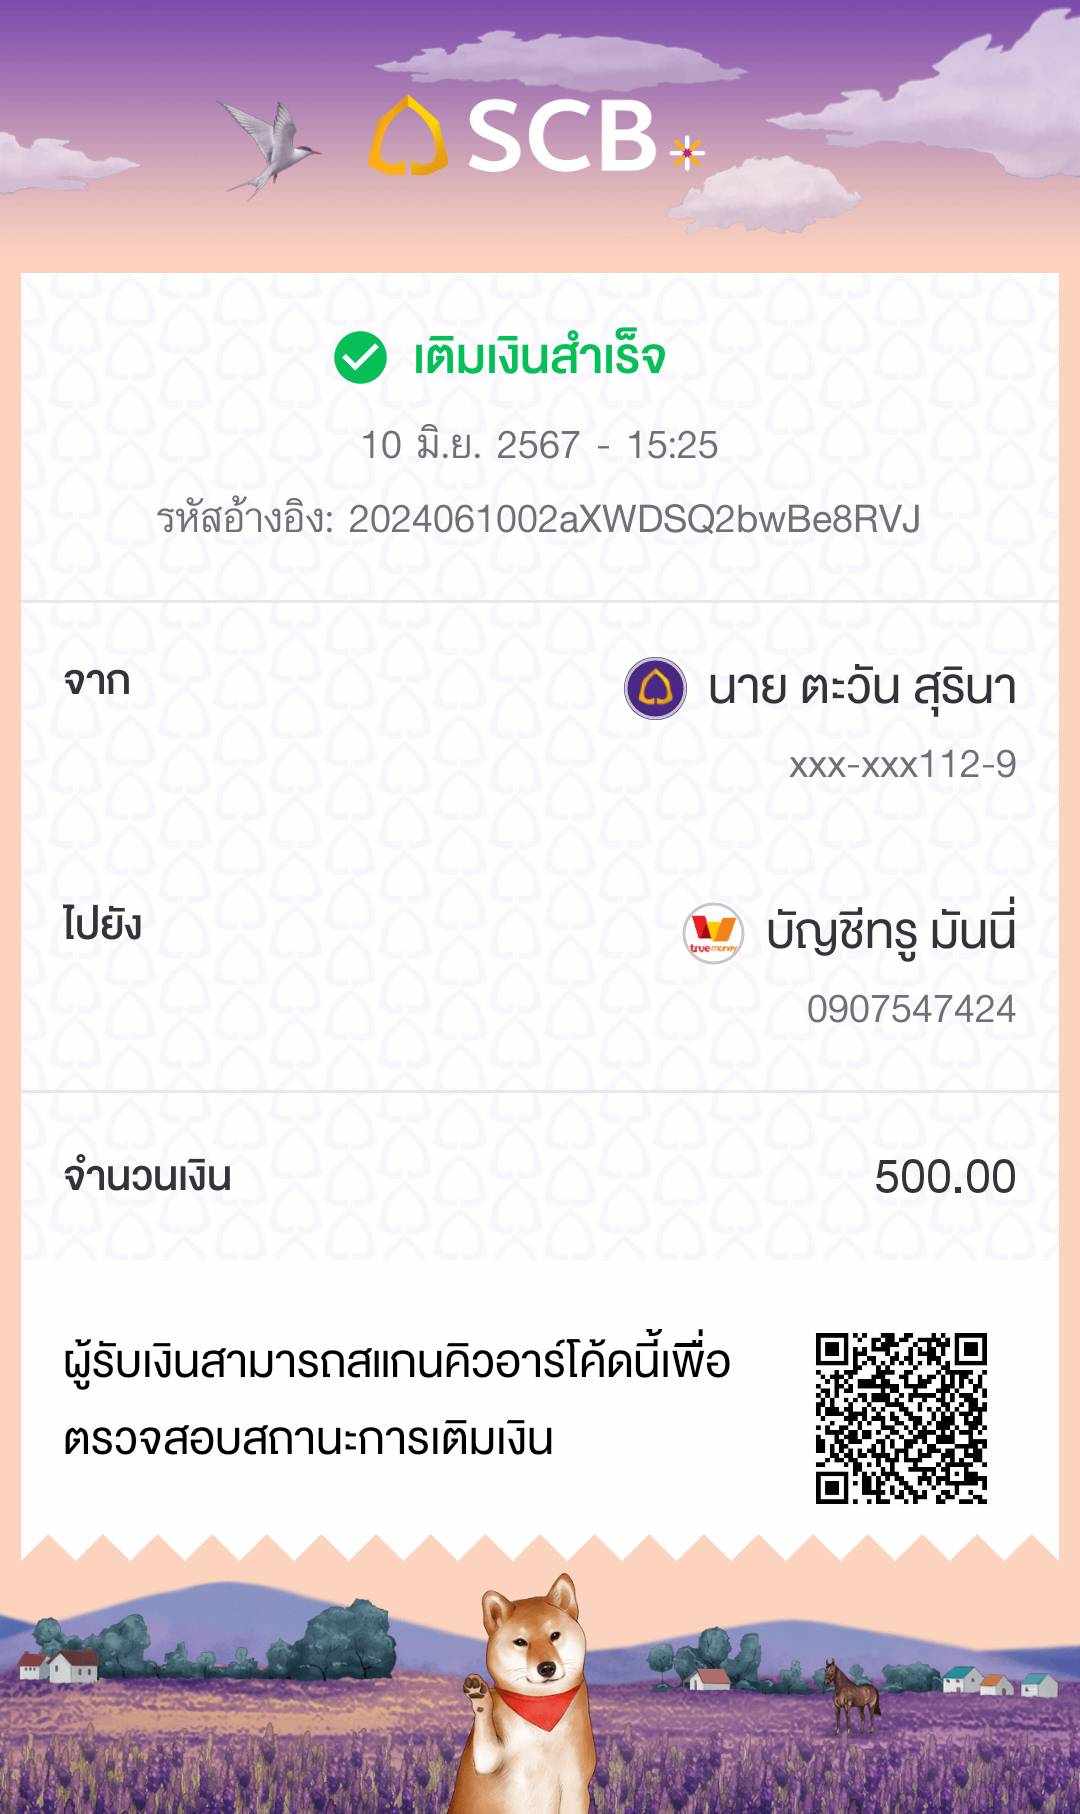 SCB
เติมเงินสำเร็จ
10 มิ.ย. 2567 - 15:25
รหัสอ้างอิง: 2024061002aXWDSQ2bwBe8RVJ
จาก
นาย ตะวัน สุรินา
xxx-xxx112-9
ไปยัง
true money
บัญชีทรู มันนี่
0907547424
จำนวนเงิน
500.00
ผู้รับเงินสามารถสแกนคิวอาร์โค้ดนี้เพื่อ
ตรวจสอบสถานะการเติมเงิน